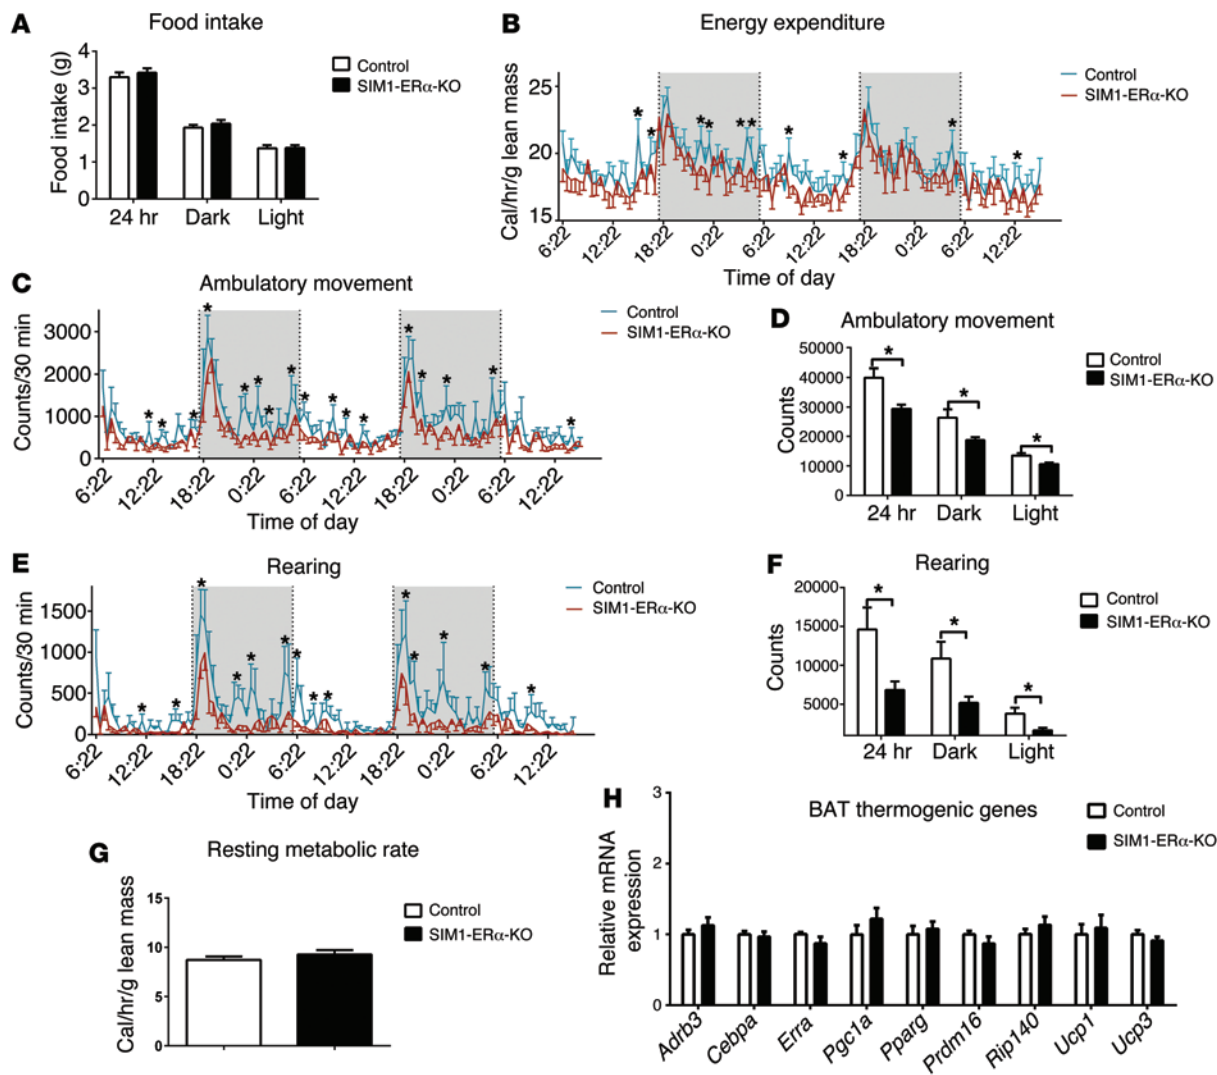 A
Food intake
Food intake (g)
4
3
2
1
0
24 hr
Dark
Light
Control
SIM1-ERα-KO
B
Energy expenditure
Cal/hr/g lean mass
25
20
15
* * * * * * * * * *
6:22
12:22
18:22
0:22
6:22
12:22
18:22
0:22
6:22
12:22
Time of day
Control
SIM1-ERα-KO
C
Ambulatory movement
Counts/30 min
3000
2000
1000
0
* * * * * * * * * * * * * * * * *
6:22
12:22
18:22
0:22
6:22
12:22
18:22
0:22
6:22
12:22
Time of day
Control
SIM1-ERα-KO
D
Ambulatory movement
Counts
50000
40000
30000
20000
10000
0
* * *
24 hr
Dark
Light
Control
SIM1-ERα-KO
E
Rearing
Counts/30 min
1500
1000
500
0
* * * * * * * * * * * * * *
6:22
12:22
18:22
0:22
6:22
12:22
18:22
0:22
6:22
12:22
Time of day
Control
SIM1-ERα-KO
F
Rearing
Counts
20000
15000
10000
5000
* * *
24 hr
Dark
Light
Control
SIM1-ERα-KO
G
Resting metabolic rate
Cal/hr/g lean mass
15
10
5
0
Control
SIM1-ERα-KO
H
BAT thermogenic genes
Relative mRNA
expression
3
2
1
0
Adrb3
Cebpa
Erra
Pgc1a
Pparg
Prdm16
Rip140
Ucp1
Ucp3
Control
SIM1-ERα-KO